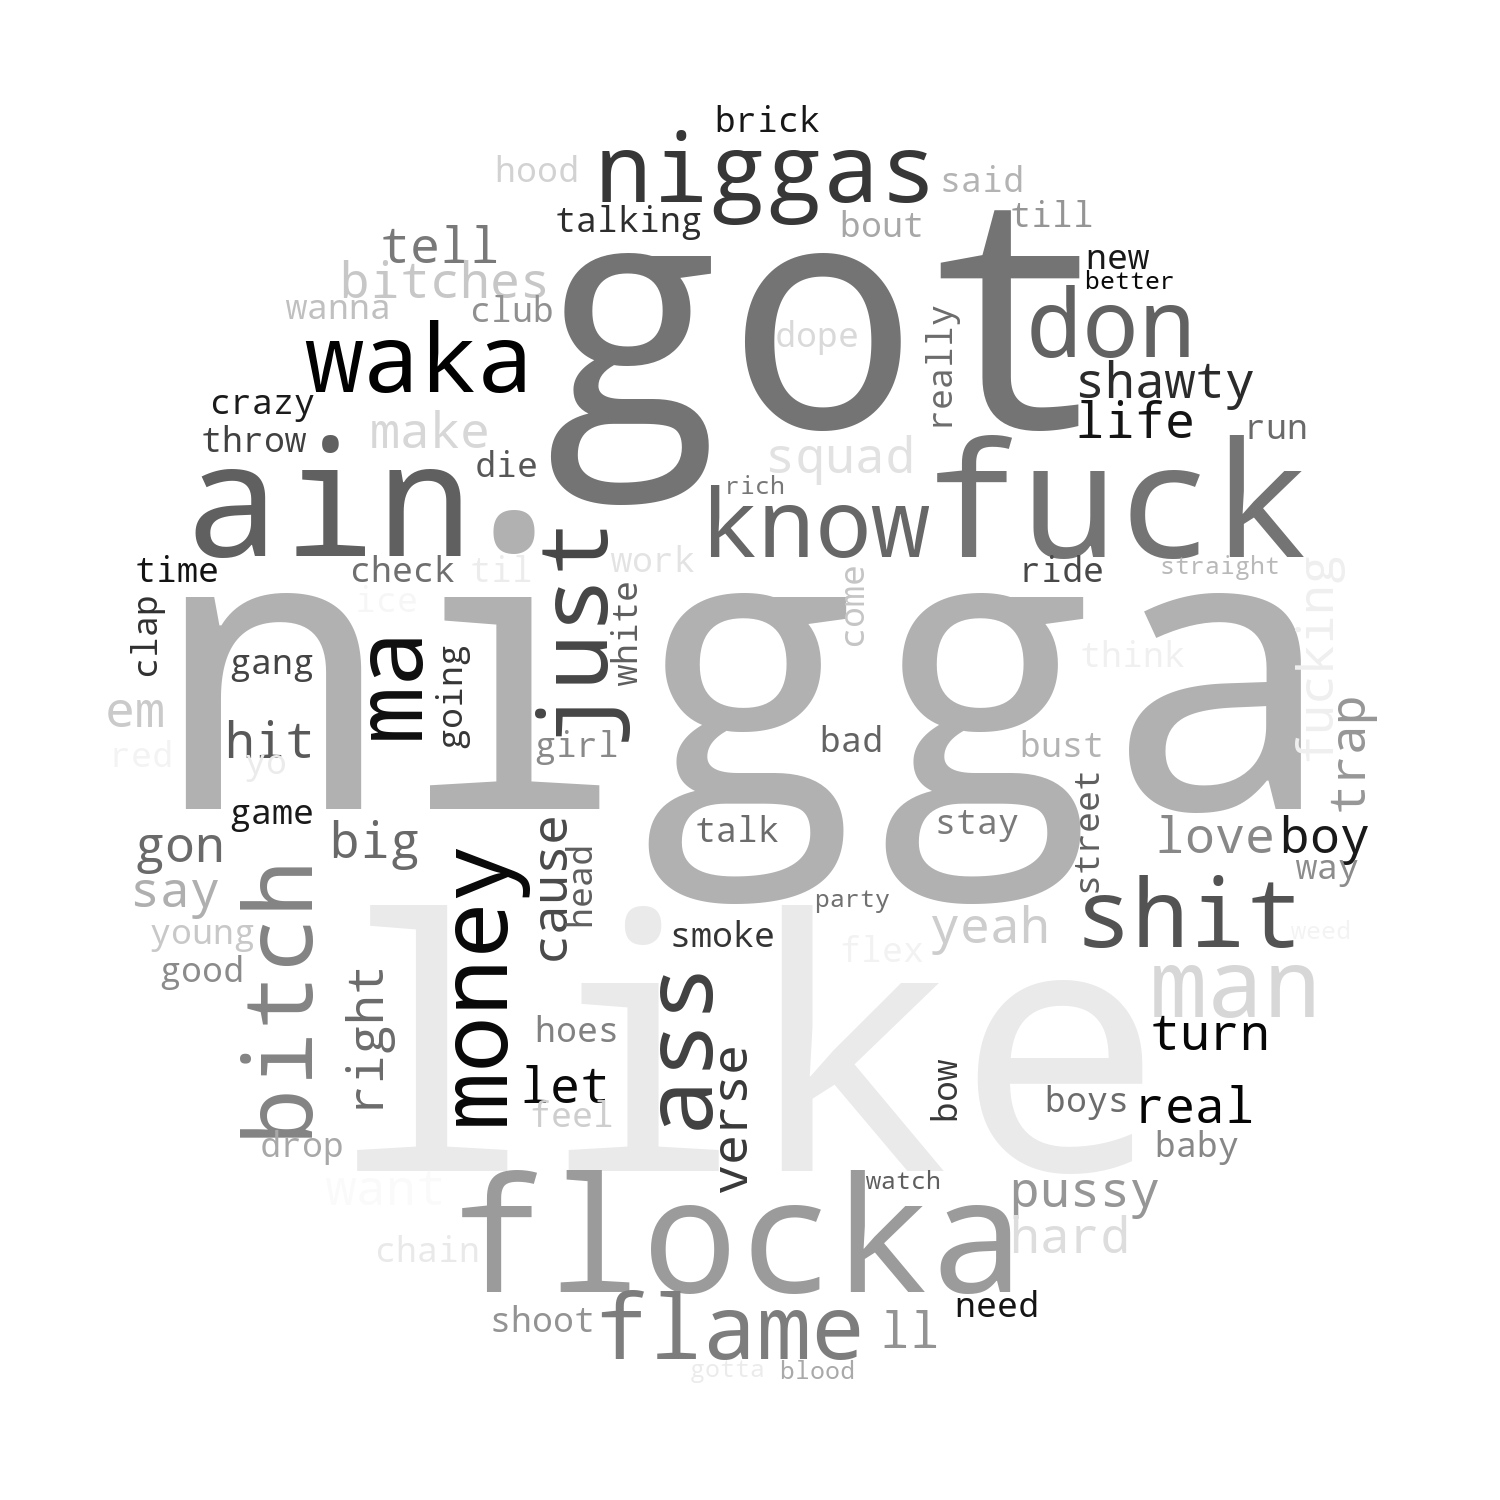 brick
niggas
hood
said
talking
bout
till
tell
got
new
bitches
better
wanna
club
dope
really
don
waka
shawty
crazy
make
life
throw
run
ain
die
squad
fuck
rich
know
just
time
check
til
work
ride
straight
ice
white
come
fucking
clap
nigga
gang
ma
going
think
em
hit
red
yo
girl
bad
bust
trap
game
talk
stay
street
gon
big
cause
love
boy
bitch
money
head
way
say
party
shit
young
smoke
flex
yeah
weed
good
right
like
ass
man
hoes
turn
let
feel
verse
bow
boys
real
drop
baby
want
watch
pussy
flocka
chain
hard
shoot
flame
ll
need
gotta
blood